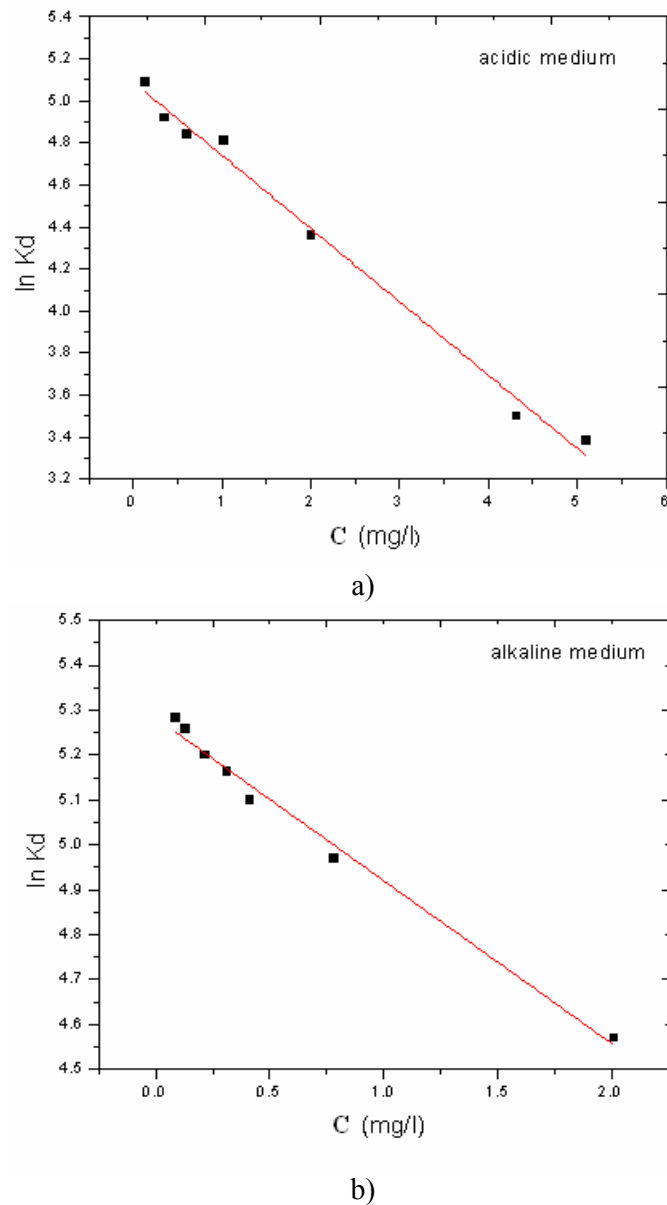 5.4
acidic medium
5.2
5.0
4.8
4.6
4.4
4.2
4.0
3.8
3.6
3.4
3.2
ln Kd
0 1 2 3 4 5 6
C (mg/l)
a)
5.5
alkaline medium
5.4
5.3
5.2
5.1
5.0
4.9
4.8
4.7
4.6
4.5
ln Kd
0.0 0.5 1.0 1.5 2.0
C (mg/l)
b)